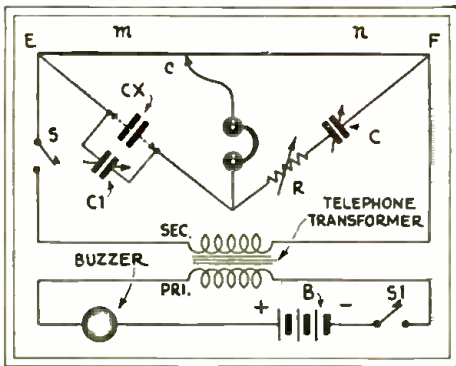 E m n F
c
CX
S
C
C1
R
TELEPHONE
TRANSFORMER
SEC.
BUZZER
PRI. + B - S1